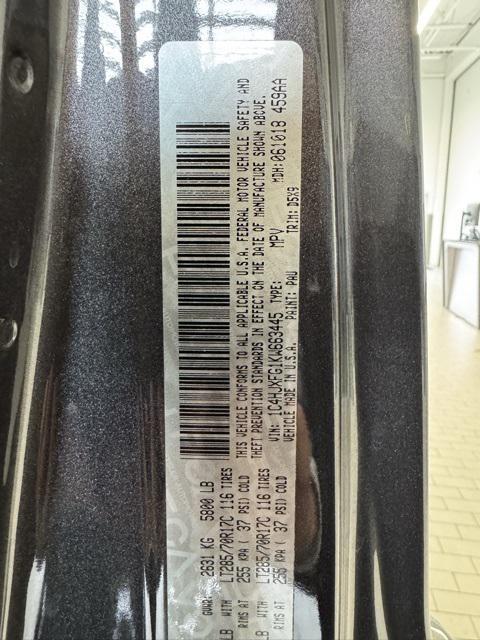 GVWR: 2631 KG 5800 LB
LB WITH LT285/70R17C 116 TIRES
RIMS AT 255 KPA ( 37 PSI) COLD
LB WITH LT285/70R17C 116 TIRES
RIMS AT 255 KPA ( 37 PSI) COLD
THIS VEHICLE CONFORMS TO ALL APPLICABLE U.S.A. FEDERAL MOTOR VEHICLE SAFETY AND
THEFT PREVENTION STANDARDS IN EFFECT ON THE DATE OF MANUFACTURE SHOWN ABOVE.
VIN: 1C4HJXFG1KW663445 TYPE: MPV MDH: 061018 459AA
VEHICLE MADE IN U.S.A. PAINT: PAU TRIM: D5X9